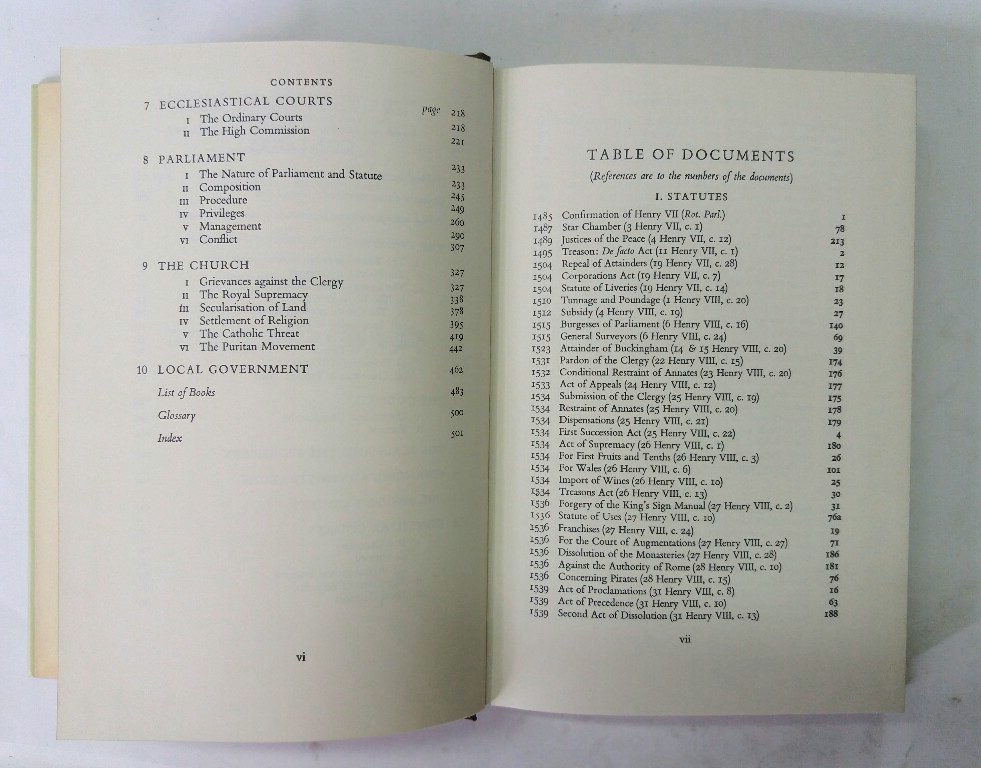 CONTENTS
page
7 ECCLESIASTICAL COURTS 218
I The Ordinary Courts 218
II The High Commission 221
8 PARLIAMENT 233
I The Nature of Parliament and Statute 233
II Composition 245
III Procedure 249
IV Privileges 260
V Management 290
VI Conflict 307
9 THE CHURCH 327
I Grievances against the Clergy 327
II The Royal Supremacy 338
III Secularisation of Land 378
IV Settlement of Religion 395
V The Catholic Threat 419
VI The Puritan Movement 442
10 LOCAL GOVERNMENT 462
List of Books 483
Glossary 500
Index 501
vi
TABLE OF DOCUMENTS
(References are to the numbers of the documents)
I. STATUTES
1485 Confirmation of Henry VII (Rot. Parl.) 1
1487 Star Chamber (3 Henry VII, c. 1) 78
1489 Justices of the Peace (4 Henry VII, c. 12) 213
1495 Treason: De facto Act (11 Henry VII, c. 1) 2
1504 Repeal of Attainders (19 Henry VII, c. 28) 12
1504 Corporations Act (19 Henry VII, c. 7) 17
1504 Statute of Liveries (19 Henry VII, c. 14) 18
1510 Tunnage and Poundage (1 Henry VIII, c. 20) 23
1512 Subsidy (4 Henry VIII, c. 19) 27
1515 Burgesses of Parliament (6 Henry VIII, c. 16) 140
1515 General Surveyors (6 Henry VIII, c. 24) 69
1523 Attainder of Buckingham (14 & 15 Henry VIII, c. 20) 39
1531 Pardon of the Clergy (22 Henry VIII, c. 15) 174
1532 Conditional Restraint of Annates (23 Henry VIII, c. 20) 176
1533 Act of Appeals (24 Henry VIII, c. 12) 177
1534 Submission of the Clergy (25 Henry VIII, c. 19) 175
1534 Restraint of Annates (25 Henry VIII, c. 20) 178
1534 Dispensations (25 Henry VIII, c. 21) 179
1534 First Succession Act (25 Henry VIII, c. 22) 4
1534 Act of Supremacy (26 Henry VIII, c. 1) 180
1534 For First Fruits and Tenths (26 Henry VIII, c. 3) 26
1534 For Wales (26 Henry VIII, c. 6) 101
1534 Import of Wines (26 Henry VIII, c. 10) 25
1534 Treasons Act (26 Henry VIII, c. 13) 30
1536 Forgery of the King's Sign Manual (27 Henry VIII, c. 2) 31
1536 Statute of Uses (27 Henry VIII, c. 10) 76a
1536 Franchises (27 Henry VIII, c. 24) 19
1536 For the Court of Augmentations (27 Henry VIII, c. 27) 71
1536 Dissolution of the Monasteries (27 Henry VIII, c. 28) 186
1536 Against the Authority of Rome (28 Henry VIII, c. 10) 181
1536 Concerning Pirates (28 Henry VIII, c. 15) 76
1539 Act of Proclamations (31 Henry VIII, c. 8) 16
1539 Act of Precedence (31 Henry VIII, c. 10) 63
1539 Second Act of Dissolution (31 Henry VIII, c. 13) 188
vii